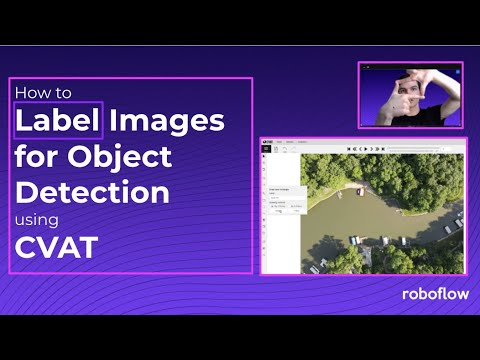 How to
Label Images
for Object
Detection
using
CVAT
roboflow